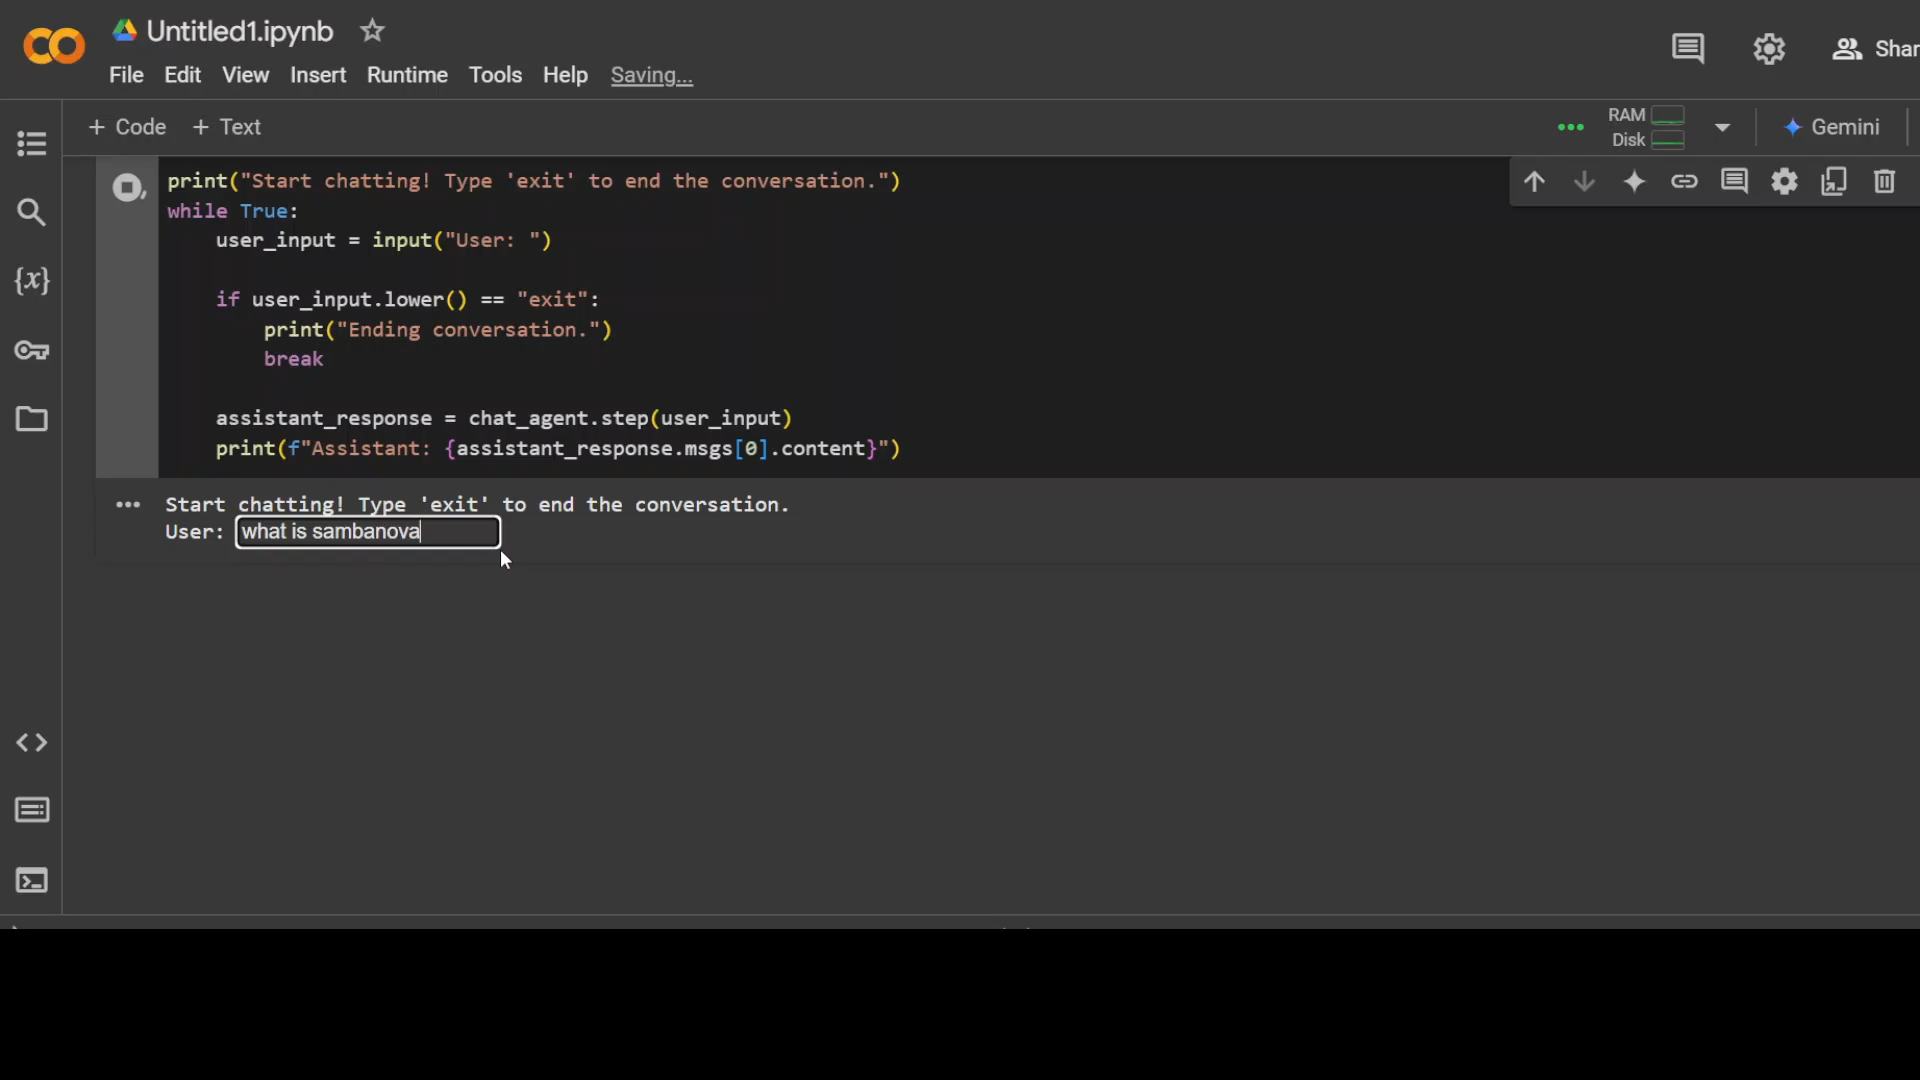 Untitled1.ipynb
File Edit View Insert Runtime Tools Help Saving...
Shar
+ Code + Text
RAM
Disk
Gemini
print("Start chatting! Type 'exit' to end the conversation.")
while True:
    user_input = input("User: ")
    if user_input.lower() == "exit":
        print("Ending conversation.")
        break
    assistant_response = chat_agent.step(user_input)
    print(f"Assistant: {assistant_response.msgs[0].content}")
Start chatting! Type 'exit' to end the conversation.
User: what is sambanova